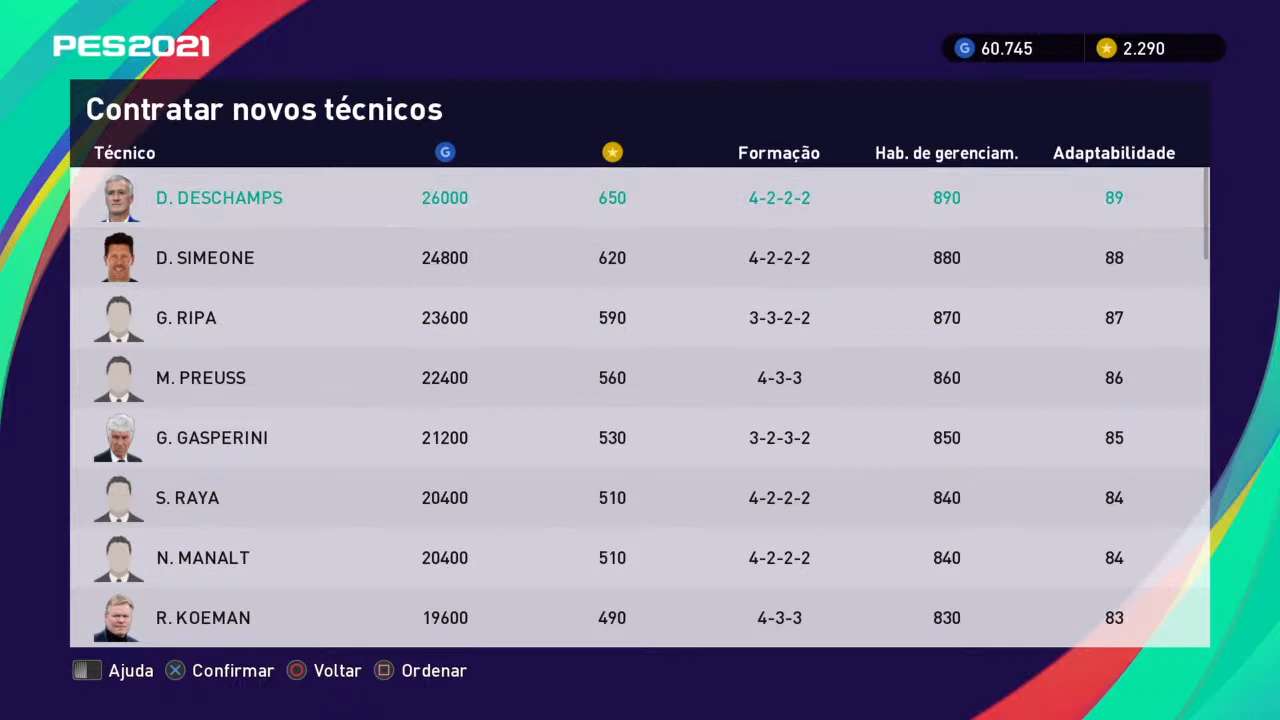 PES2021
G 60.745 2.290
Contratar novos técnicos
Técnico G Formação Hab. de gerenciam. Adaptabilidade
D. DESCHAMPS 26000 650 4-2-2-2 890 89
D. SIMEONE 24800 620 4-2-2-2 880 88
G. RIPA 23600 590 3-3-2-2 870 87
M. PREUSS 22400 560 4-3-3 860 86
G. GASPERINI 21200 530 3-2-3-2 850 85
S. RAYA 20400 510 4-2-2-2 840 84
N. MANALT 20400 510 4-2-2-2 840 84
R. KOEMAN 19600 490 4-3-3 830 83
Ajuda Confirmar Voltar Ordenar